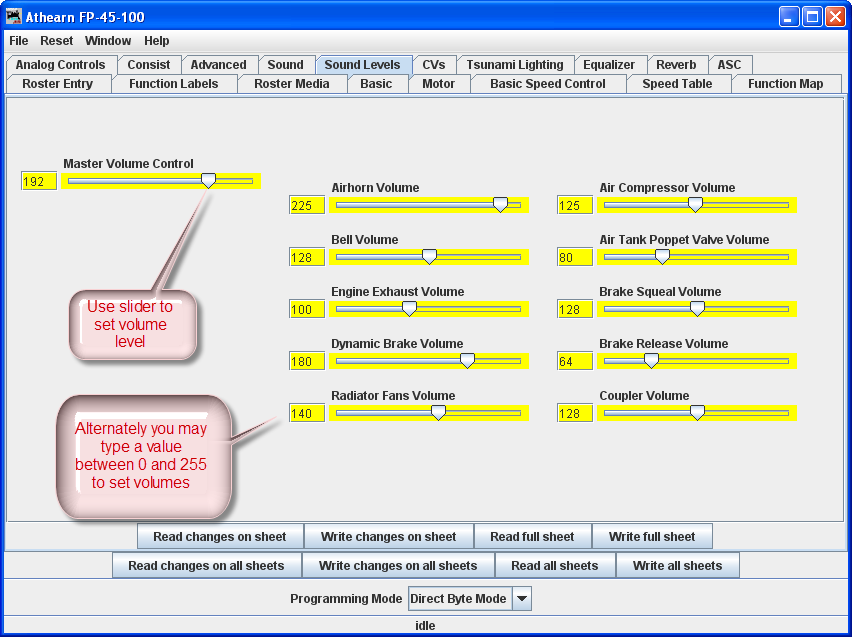 Athearn FP-45-100
File Reset Window Help
Analog Controls Consist Advanced Sound Sound Levels CVs Tsunami Lighting Equalizer Reverb ASC
Roster Entry Function Labels Roster Media Basic Motor Basic Speed Control Speed Table Function Map
Master Volume Control
192
Use slider to
set volume
level
Alternately you may
type a value
between 0 and 255
to set volumes
Airhorn Volume
225
Bell Volume
128
Engine Exhaust Volume
100
Dynamic Brake Volume
180
Radiator Fans Volume
140
Air Compressor Volume
125
Air Tank Poppet Valve Volume
80
Brake Squeal Volume
128
Brake Release Volume
64
Coupler Volume
128
Read changes on sheet Write changes on sheet Read full sheet Write full sheet
Read changes on all sheets Write changes on all sheets Read all sheets Write all sheets
Programming Mode Direct Byte Mode
idle